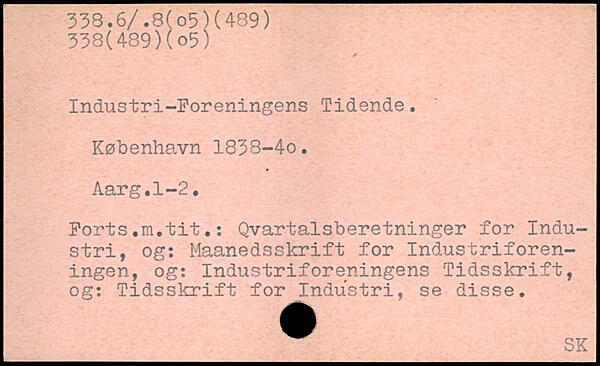 338.6/.8(o5)(489)
338(489)(o5)
Industri-Foreningens Tidende.
København 1838-4o.
Aarg.1-2.
Forts.m.tit.: Qvartalsberetninger for Indu-
stri, og: Maanedsskrift for Industriforen-
ingen, og: Industriforeningens Tidsskrift,
og: Tidsskrift for Industri, se disse.
SK